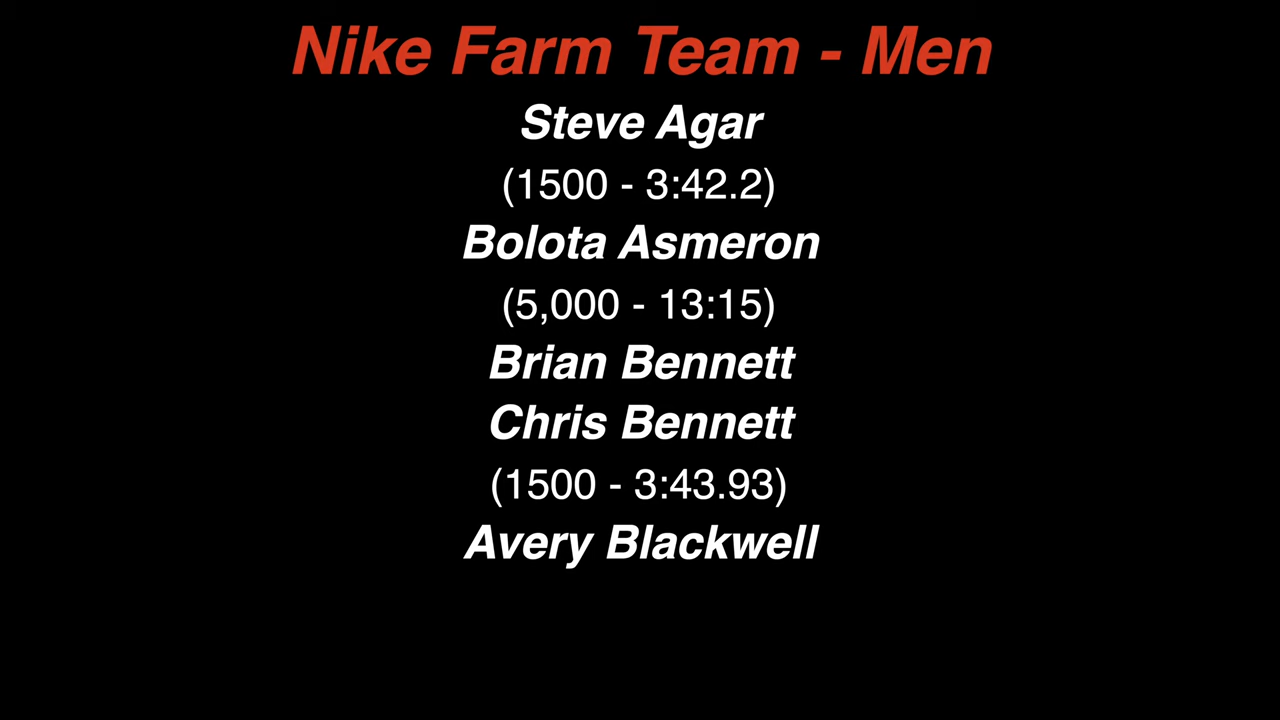 Nike Farm Team - Men
Steve Agar
(1500 - 3:42.2)
Bolota Asmeron
(5,000 - 13:15)
Brian Bennett
Chris Bennett
(1500 - 3:43.93)
Avery Blackwell